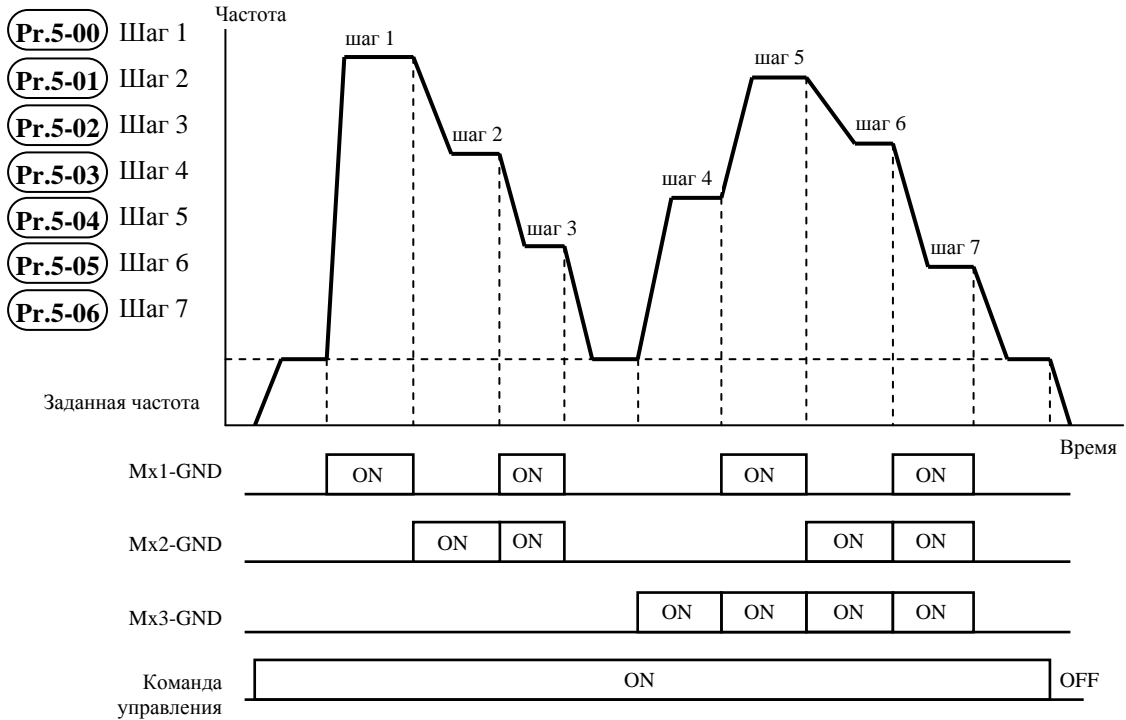 Частота
Pr.5-00 Шаг 1
Pr.5-01 Шаг 2
Pr.5-02 Шаг 3
Pr.5-03 Шаг 4
Pr.5-04 Шаг 5
Pr.5-05 Шаг 6
Pr.5-06 Шаг 7
шаг 1
шаг 2
шаг 3
шаг 4
шаг 5
шаг 6
шаг 7
Заданная частота
Время
Mx1-GND ON ON ON ON
Mx2-GND ON ON ON ON
Mx3-GND ON ON ON ON
Команда
управления
ON OFF